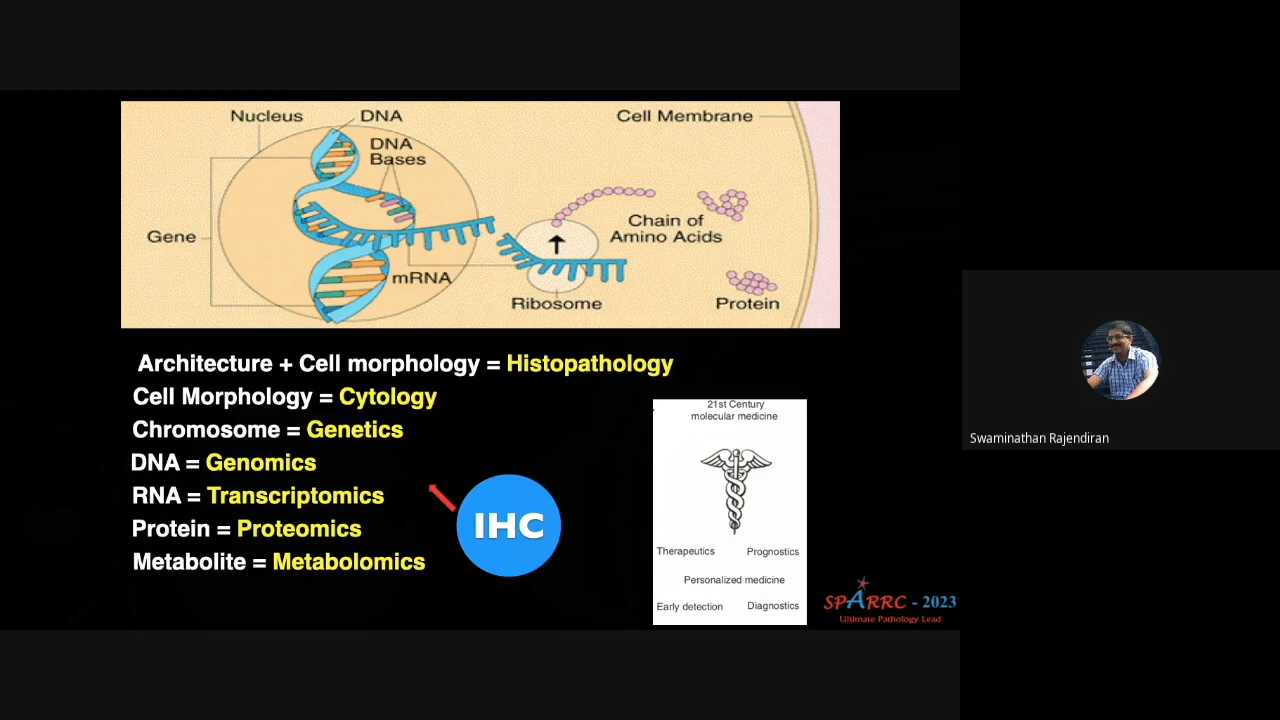 Nucleus
DNA
Cell Membrane
DNA
Bases
Gene
Chain of
Amino Acids
mRNA
Ribosome
Protein
Architecture + Cell morphology = Histopathology
Cell Morphology = Cytology
Chromosome = Genetics
DNA = Genomics
RNA = Transcriptomics
Protein = Proteomics
Metabolite = Metabolomics
IHC
21st Century
molecular medicine
Therapeutics Prognostics
Personalized medicine
Early detection Diagnostics
SPARRC - 2023
Ultimate Pathology Lead
Swaminathan Rajendiran